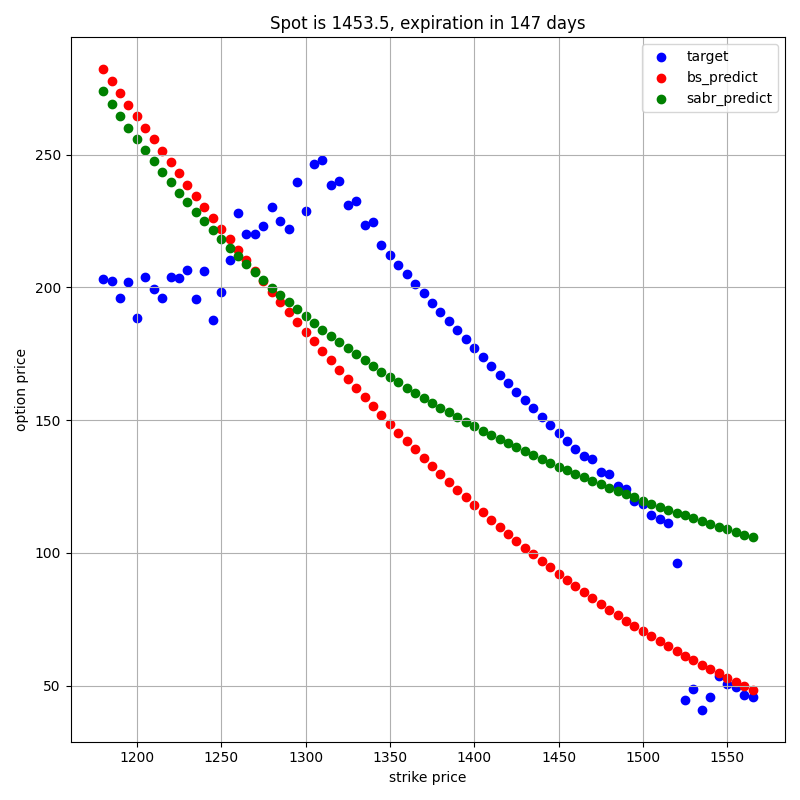 Spot is 1453.5, expiration in 147 days
target
bs_predict
sabr_predict
option price
250
200
150
100
50
1200 1250 1300 1350 1400 1450 1500 1550
strike price